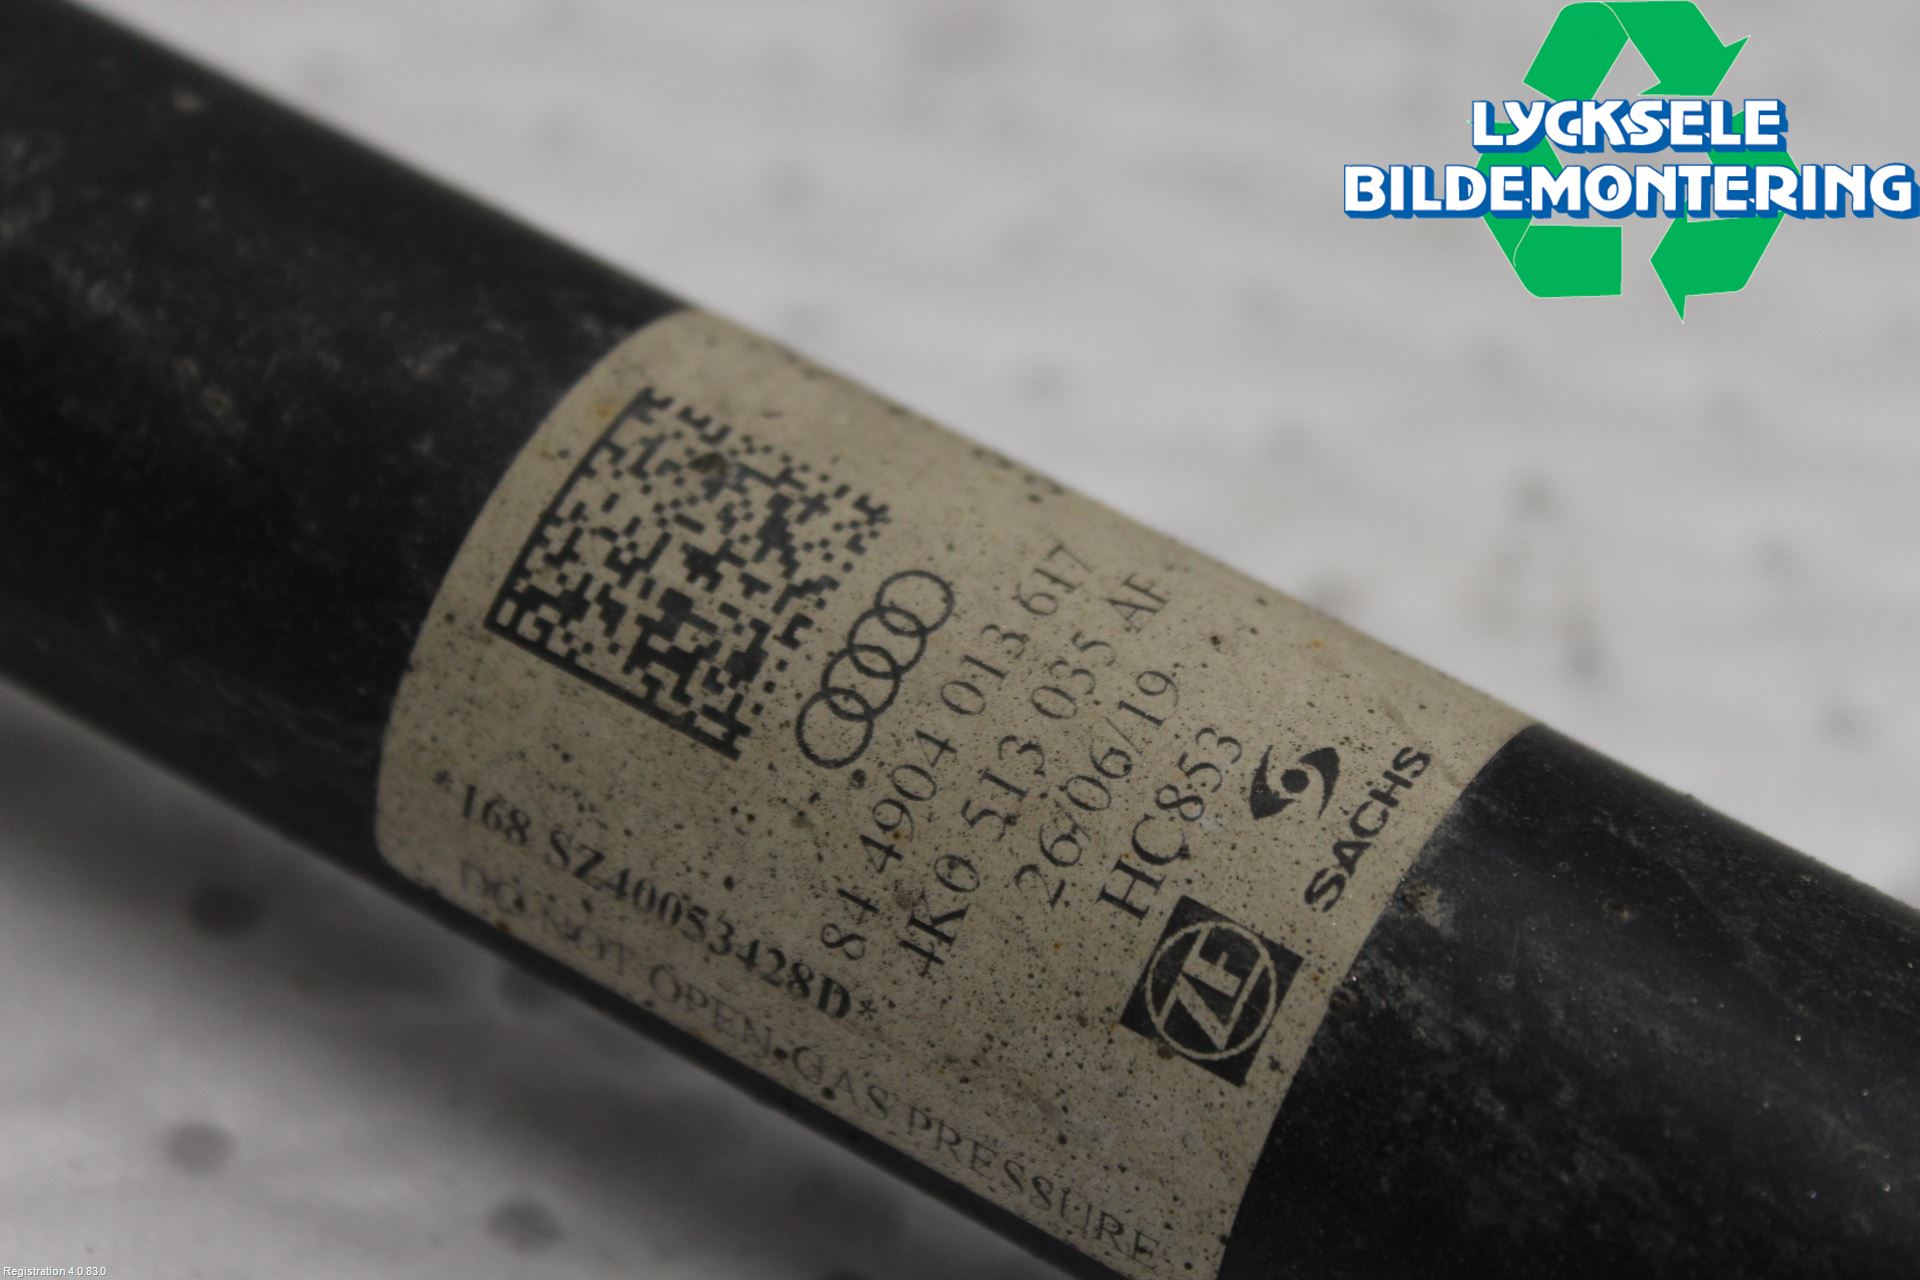 LYCKSELE
BILDEMONTERING
84 4904 013 617
4K0 513 035 AF
26/06/19
HC853
ZF SACHS
*168 SZ40053428D*
DO NOT OPEN-GAS PRESSURE
Registration 4.0.83.0